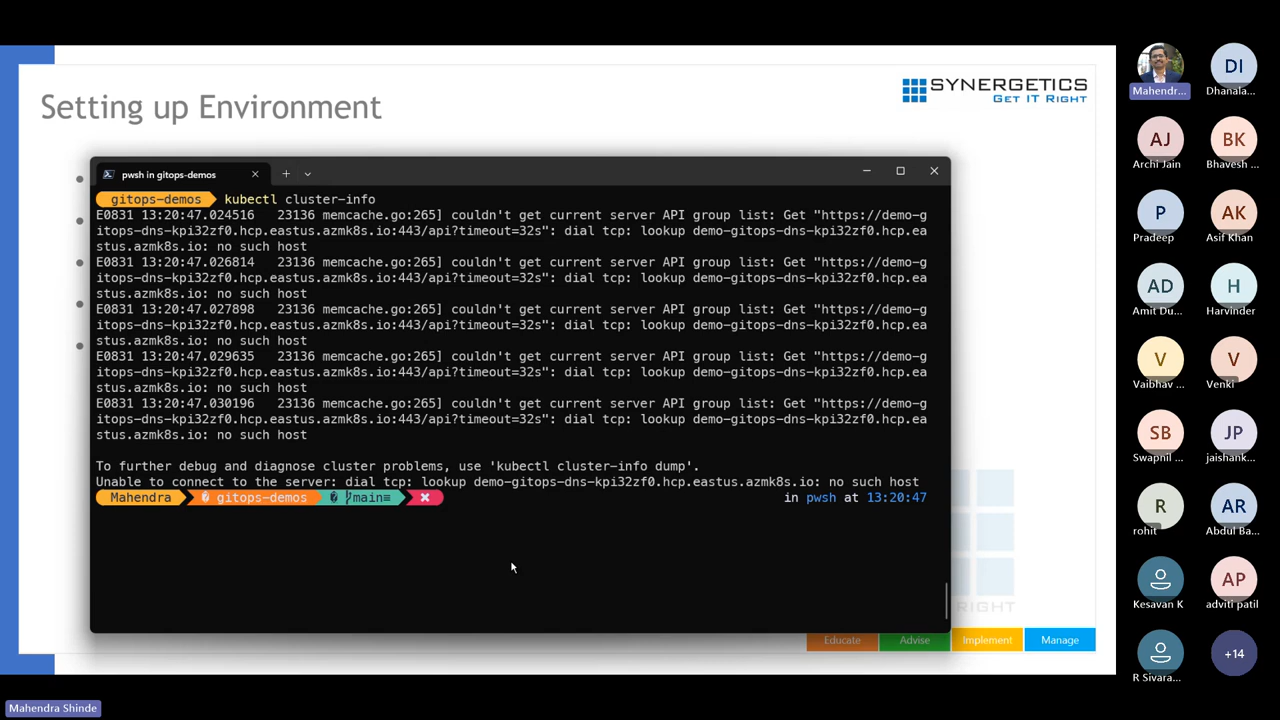 Setting up Environment
SYNERGETICS
GET IT RIGHT
pwsh in gitops-demos
gitops-demos kubectl cluster-info
E0831 13:20:47.024516 23136 memcache.go:265] couldn't get current server API group list: Get "https://demo-g
itops-dns-kpi32zf0.hcp.eastus.azmk8s.io:443/api?timeout=32s": dial tcp: lookup demo-gitops-dns-kpi32zf0.hcp.ea
stus.azmk8s.io: no such host
E0831 13:20:47.026814 23136 memcache.go:265] couldn't get current server API group list: Get "https://demo-g
itops-dns-kpi32zf0.hcp.eastus.azmk8s.io:443/api?timeout=32s": dial tcp: lookup demo-gitops-dns-kpi32zf0.hcp.ea
stus.azmk8s.io: no such host
E0831 13:20:47.027898 23136 memcache.go:265] couldn't get current server API group list: Get "https://demo-g
itops-dns-kpi32zf0.hcp.eastus.azmk8s.io:443/api?timeout=32s": dial tcp: lookup demo-gitops-dns-kpi32zf0.hcp.ea
stus.azmk8s.io: no such host
E0831 13:20:47.029635 23136 memcache.go:265] couldn't get current server API group list: Get "https://demo-g
itops-dns-kpi32zf0.hcp.eastus.azmk8s.io:443/api?timeout=32s": dial tcp: lookup demo-gitops-dns-kpi32zf0.hcp.ea
stus.azmk8s.io: no such host
E0831 13:20:47.030196 23136 memcache.go:265] couldn't get current server API group list: Get "https://demo-g
itops-dns-kpi32zf0.hcp.eastus.azmk8s.io:443/api?timeout=32s": dial tcp: lookup demo-gitops-dns-kpi32zf0.hcp.ea
stus.azmk8s.io: no such host
To further debug and diagnose cluster problems, use 'kubectl cluster-info dump'.
Unable to connect to the server: dial tcp: lookup demo-gitops-dns-kpi32zf0.hcp.eastus.azmk8s.io: no such host
Mahendra gitops-demos main≡ in pwsh at 13:20:47
RIGHT
Educate Advise Implement Manage
Mahendr...
DI
Dhanala...
AJ
Archi Jain
BK
Bhavesh ...
P
Pradeep
AK
Asif Khan
AD
Amit Du...
H
Harvinder
V
Vaibhav ...
V
Venki
SB
Swapnil ...
JP
jaishank...
R
rohit
AR
Abdul Ba...
Kesavan K
AP
adviti patil
R Sivara...
+14
Mahendra Shinde